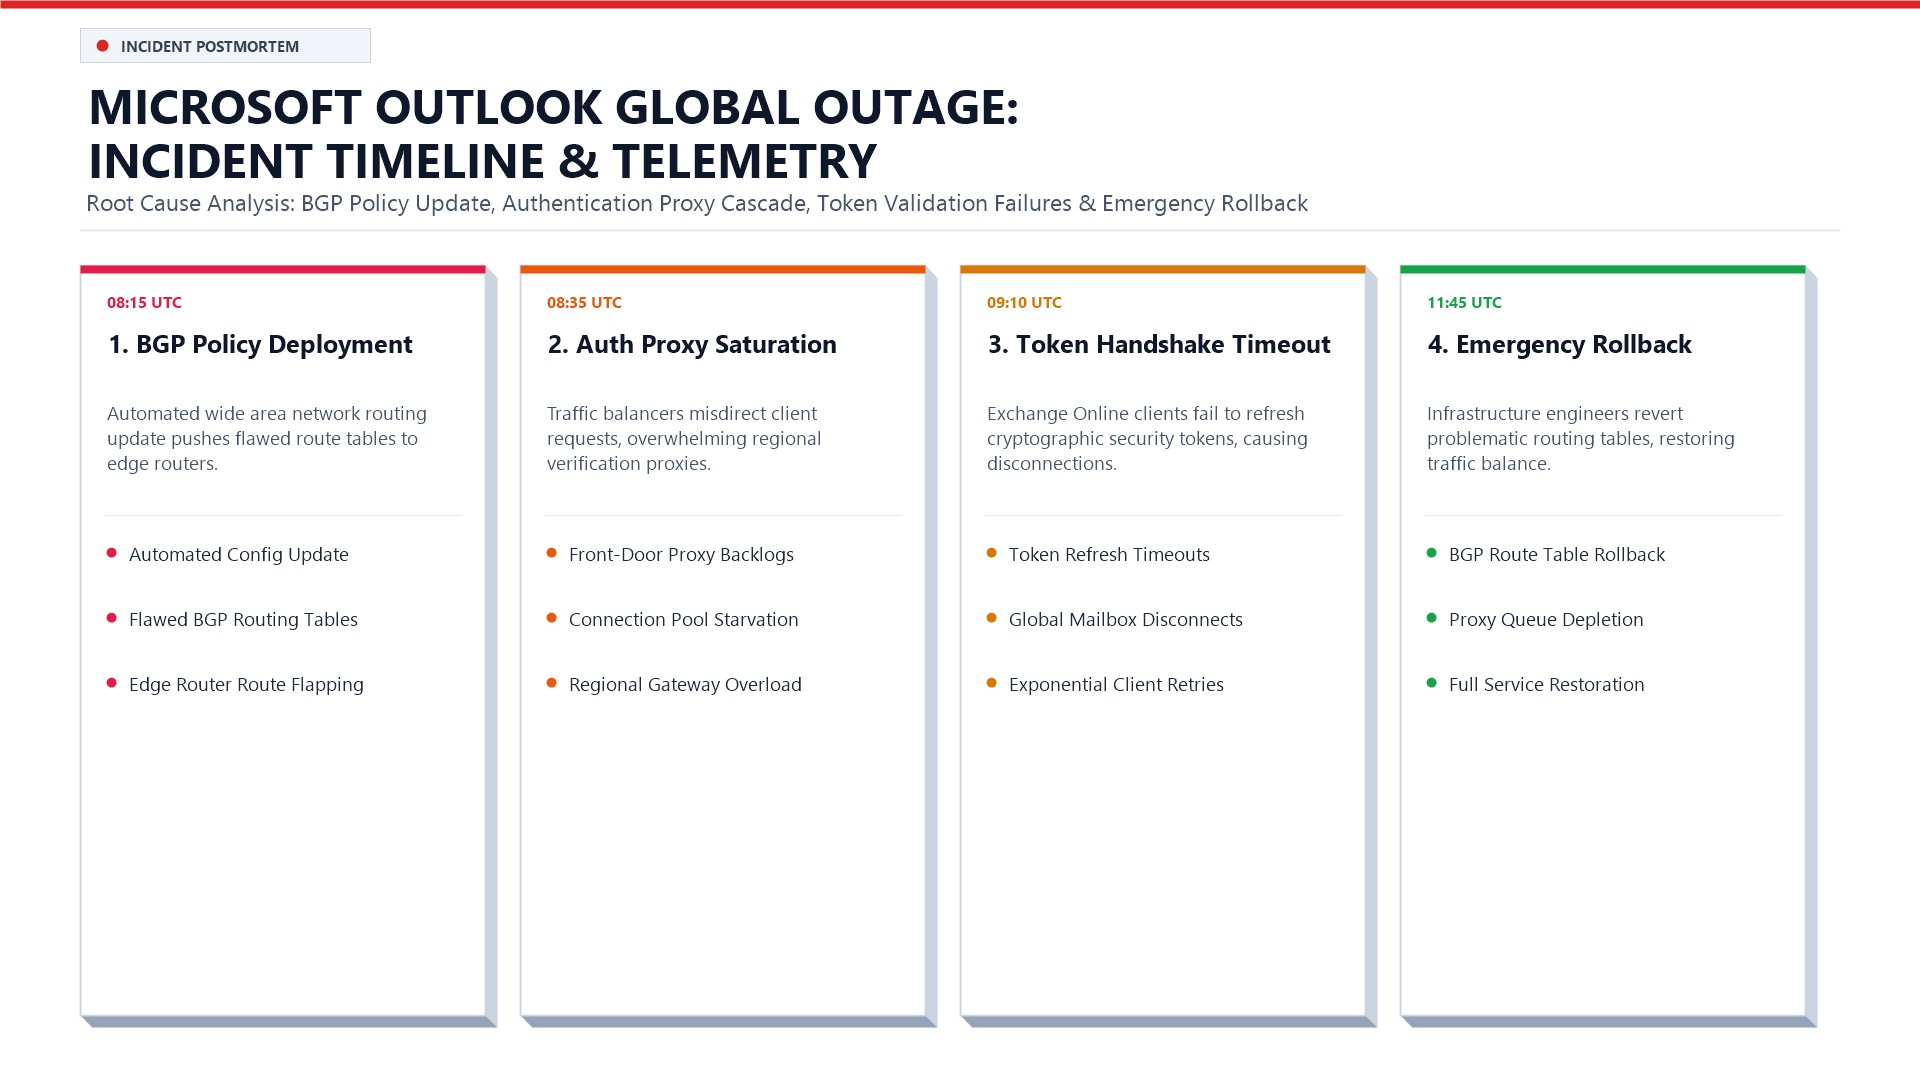 INCIDENT POSTMORTEM
MICROSOFT OUTLOOK GLOBAL OUTAGE:
INCIDENT TIMELINE & TELEMETRY
Root Cause Analysis: BGP Policy Update, Authentication Proxy Cascade, Token Validation Failures & Emergency Rollback
08:15 UTC
1. BGP Policy Deployment
Automated wide area network routing
update pushes flawed route tables to
edge routers.
Automated Config Update
Flawed BGP Routing Tables
Edge Router Route Flapping
08:35 UTC
2. Auth Proxy Saturation
Traffic balancers misdirect client
requests, overwhelming regional
verification proxies.
Front-Door Proxy Backlogs
Connection Pool Starvation
Regional Gateway Overload
09:10 UTC
3. Token Handshake Timeout
Exchange Online clients fail to refresh
cryptographic security tokens, causing
disconnections.
Token Refresh Timeouts
Global Mailbox Disconnects
Exponential Client Retries
11:45 UTC
4. Emergency Rollback
Infrastructure engineers revert
problematic routing tables, restoring
traffic balance.
BGP Route Table Rollback
Proxy Queue Depletion
Full Service Restoration